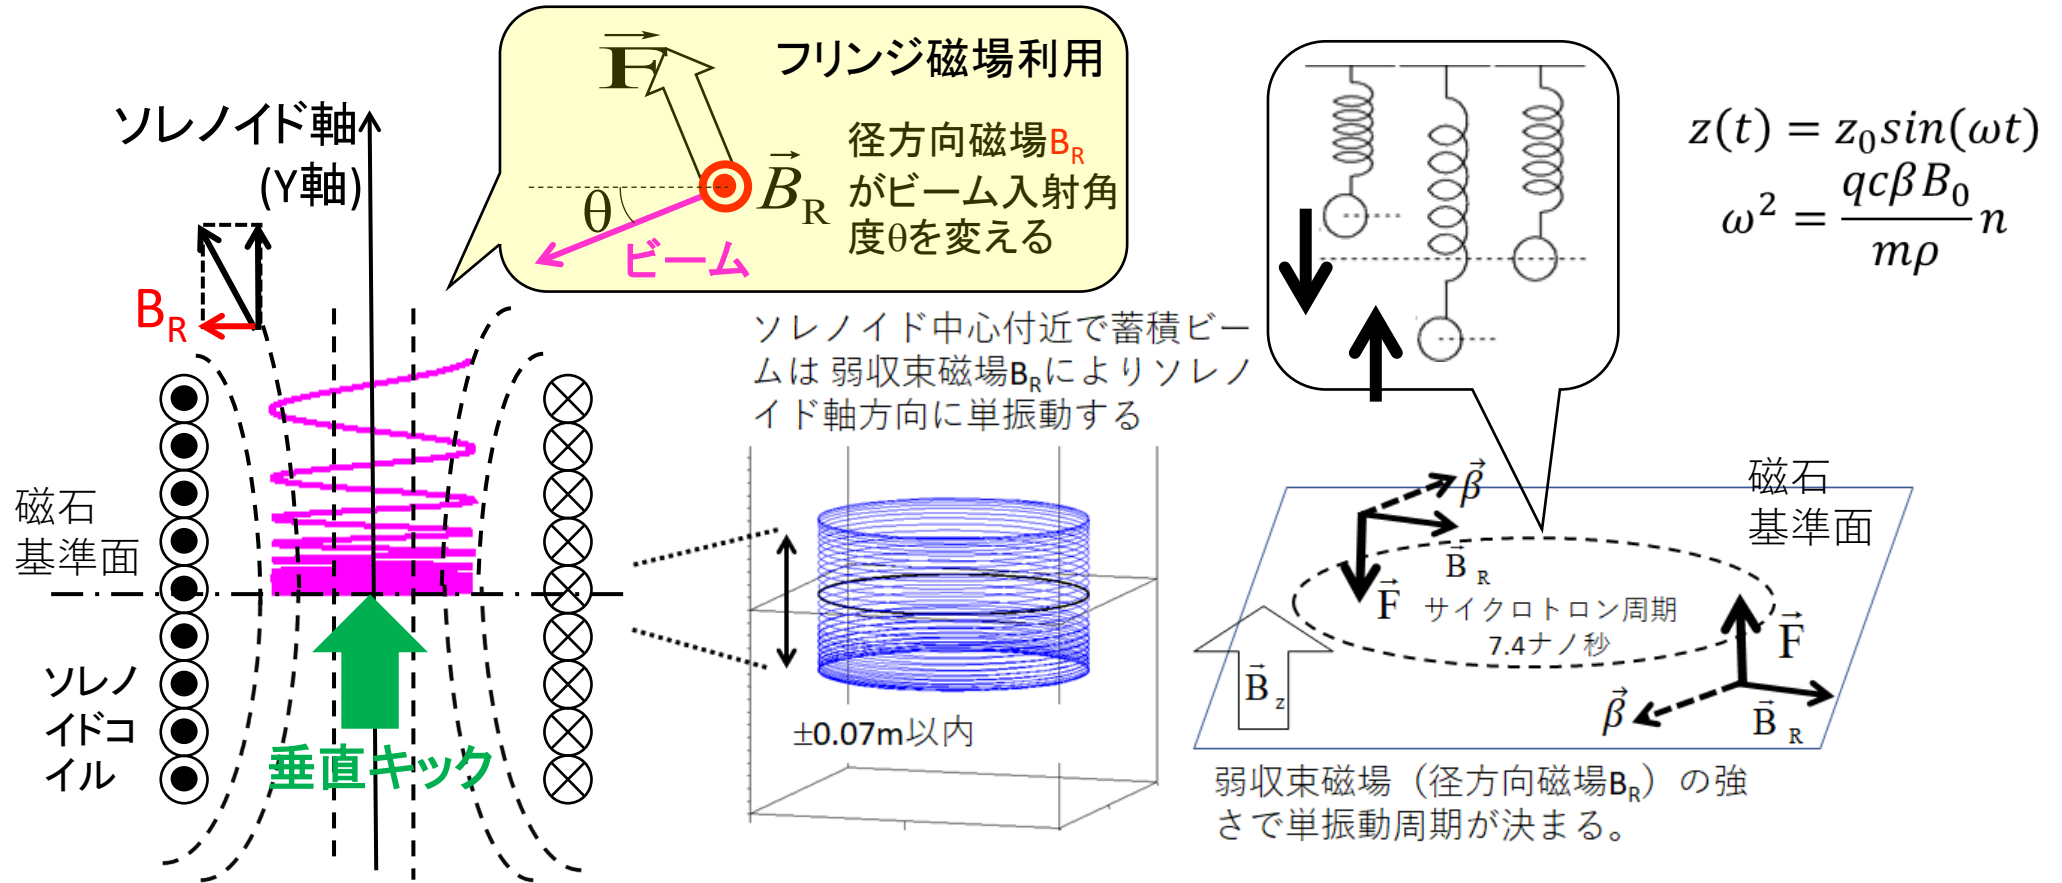 ソレノイド軸
(Y軸)
B_R
磁石
基準面
ソレノ
イドコ
イル
垂直キック
F
フリンジ磁場利用
径方向磁場B_R
がビーム入射角
度θを変える
B_R
θ
ビーム
ソレノイド中心付近で蓄積ビー
ムは 弱収束磁場B_Rによりソレノ
イド軸方向に単振動する
±0.07m以内
z(t) = z_0sin(ωt)
ω^2 = qcβB_0/mρ n
磁石
基準面
β
B_R
F
サイクロトロン周期
7.4ナノ秒
F
B_z
β
B_R
弱収束磁場（径方向磁場B_R）の強
さで単振動周期が決まる。